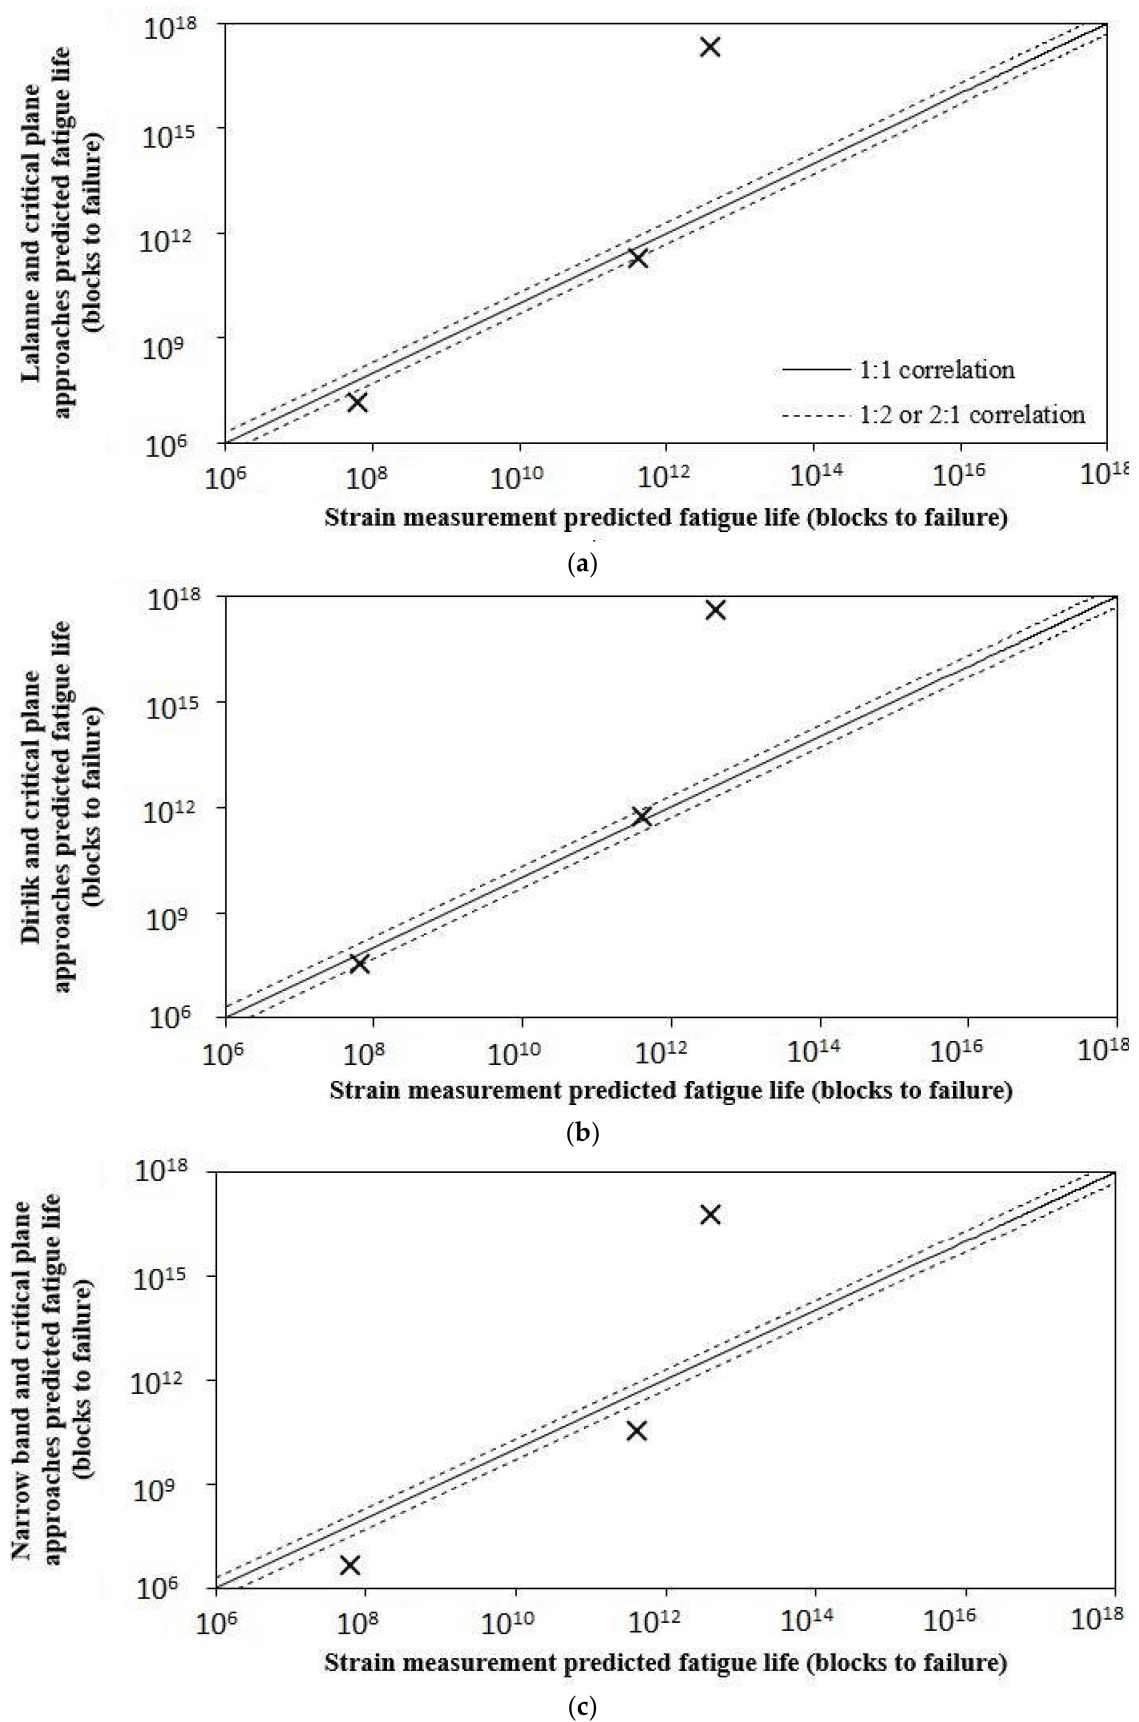 Lalanne and critical plane
approaches predicted fatigue life
(blocks to failure)
10¹⁸
10¹⁵
10¹²
10⁹
10⁶
1:1 correlation
1:2 or 2:1 correlation
10⁶ 10⁸ 10¹⁰ 10¹² 10¹⁴ 10¹⁶ 10¹⁸
Strain measurement predicted fatigue life (blocks to failure)
(a)
Dirlik and critical plane
approaches predicted fatigue life
(blocks to failure)
10¹⁸
10¹⁵
10¹²
10⁹
10⁶
10⁶ 10⁸ 10¹⁰ 10¹² 10¹⁴ 10¹⁶ 10¹⁸
Strain measurement predicted fatigue life (blocks to failure)
(b)
Narrow band and critical plane
approaches predicted fatigue life
(blocks to failure)
10¹⁸
10¹⁵
10¹²
10⁹
10⁶
10⁶ 10⁸ 10¹⁰ 10¹² 10¹⁴ 10¹⁶ 10¹⁸
Strain measurement predicted fatigue life (blocks to failure)
(c)